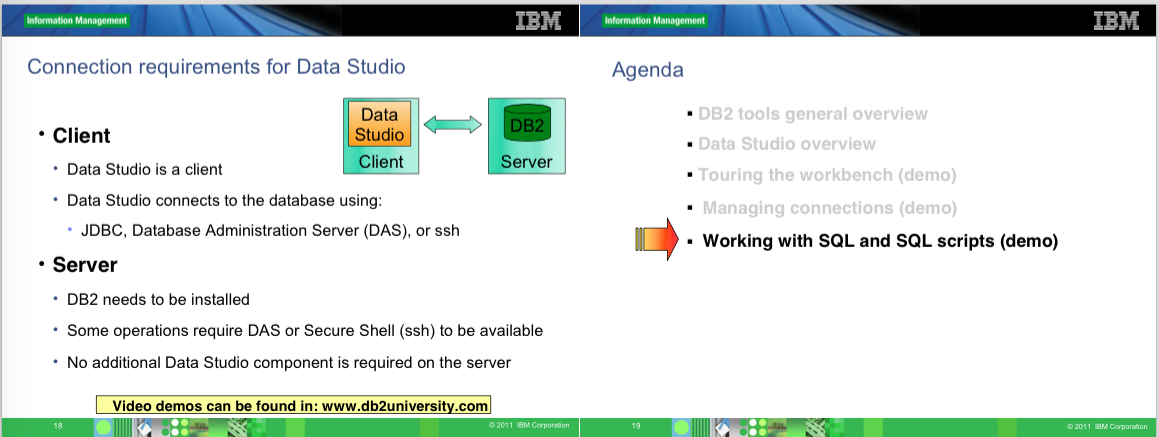 Information Management
IBM
Connection requirements for Data Studio
Data
Studio
Client
DB2
Server
• Client
• Data Studio is a client
• Data Studio connects to the database using:
• JDBC, Database Administration Server (DAS), or ssh
• Server
• DB2 needs to be installed
• Some operations require DAS or Secure Shell (ssh) to be available
• No additional Data Studio component is required on the server
Video demos can be found in: www.db2university.com
18
© 2011 IBM Corporation
Information Management
IBM
Agenda
▪ DB2 tools general overview
▪ Data Studio overview
▪ Touring the workbench (demo)
▪ Managing connections (demo)
▪ Working with SQL and SQL scripts (demo)
19
© 2011 IBM Corporation